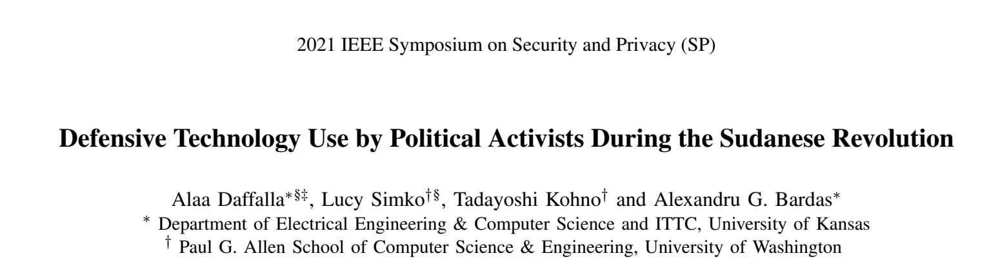 2021 IEEE Symposium on Security and Privacy (SP)
Defensive Technology Use by Political Activists During the Sudanese Revolution
Alaa Daffalla*§‡, Lucy Simko†§, Tadayoshi Kohno† and Alexandru G. Bardas*
* Department of Electrical Engineering & Computer Science and ITTC, University of Kansas
† Paul G. Allen School of Computer Science & Engineering, University of Washington